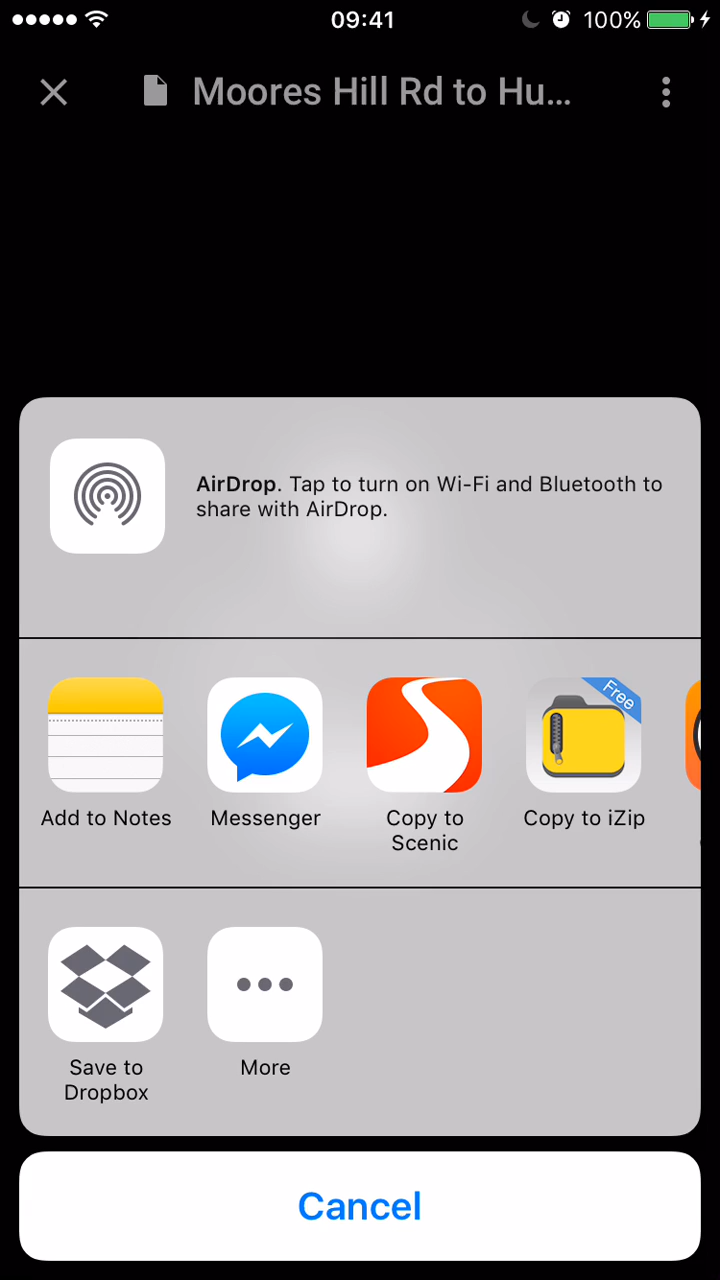 09:41
100%
Moores Hill Rd to Hu...
AirDrop. Tap to turn on Wi-Fi and Bluetooth to
share with AirDrop.
Free
Add to Notes
Messenger
Copy to
Scenic
Copy to iZip
Save to
Dropbox
More
Cancel